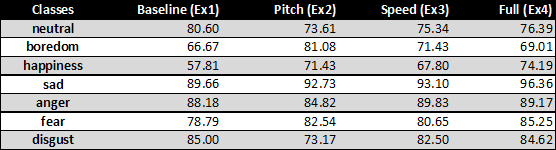 Classes Baseline (Ex1) Pitch (Ex2) Speed (Ex3) Full (Ex4)
neutral 80.60 73.61 75.34 76.39
boredom 66.67 81.08 71.43 69.01
happiness 57.81 71.43 67.80 74.19
sad 89.66 92.73 93.10 96.36
anger 88.18 84.82 89.83 89.17
fear 78.79 82.54 80.65 85.25
disgust 85.00 73.17 82.50 84.62